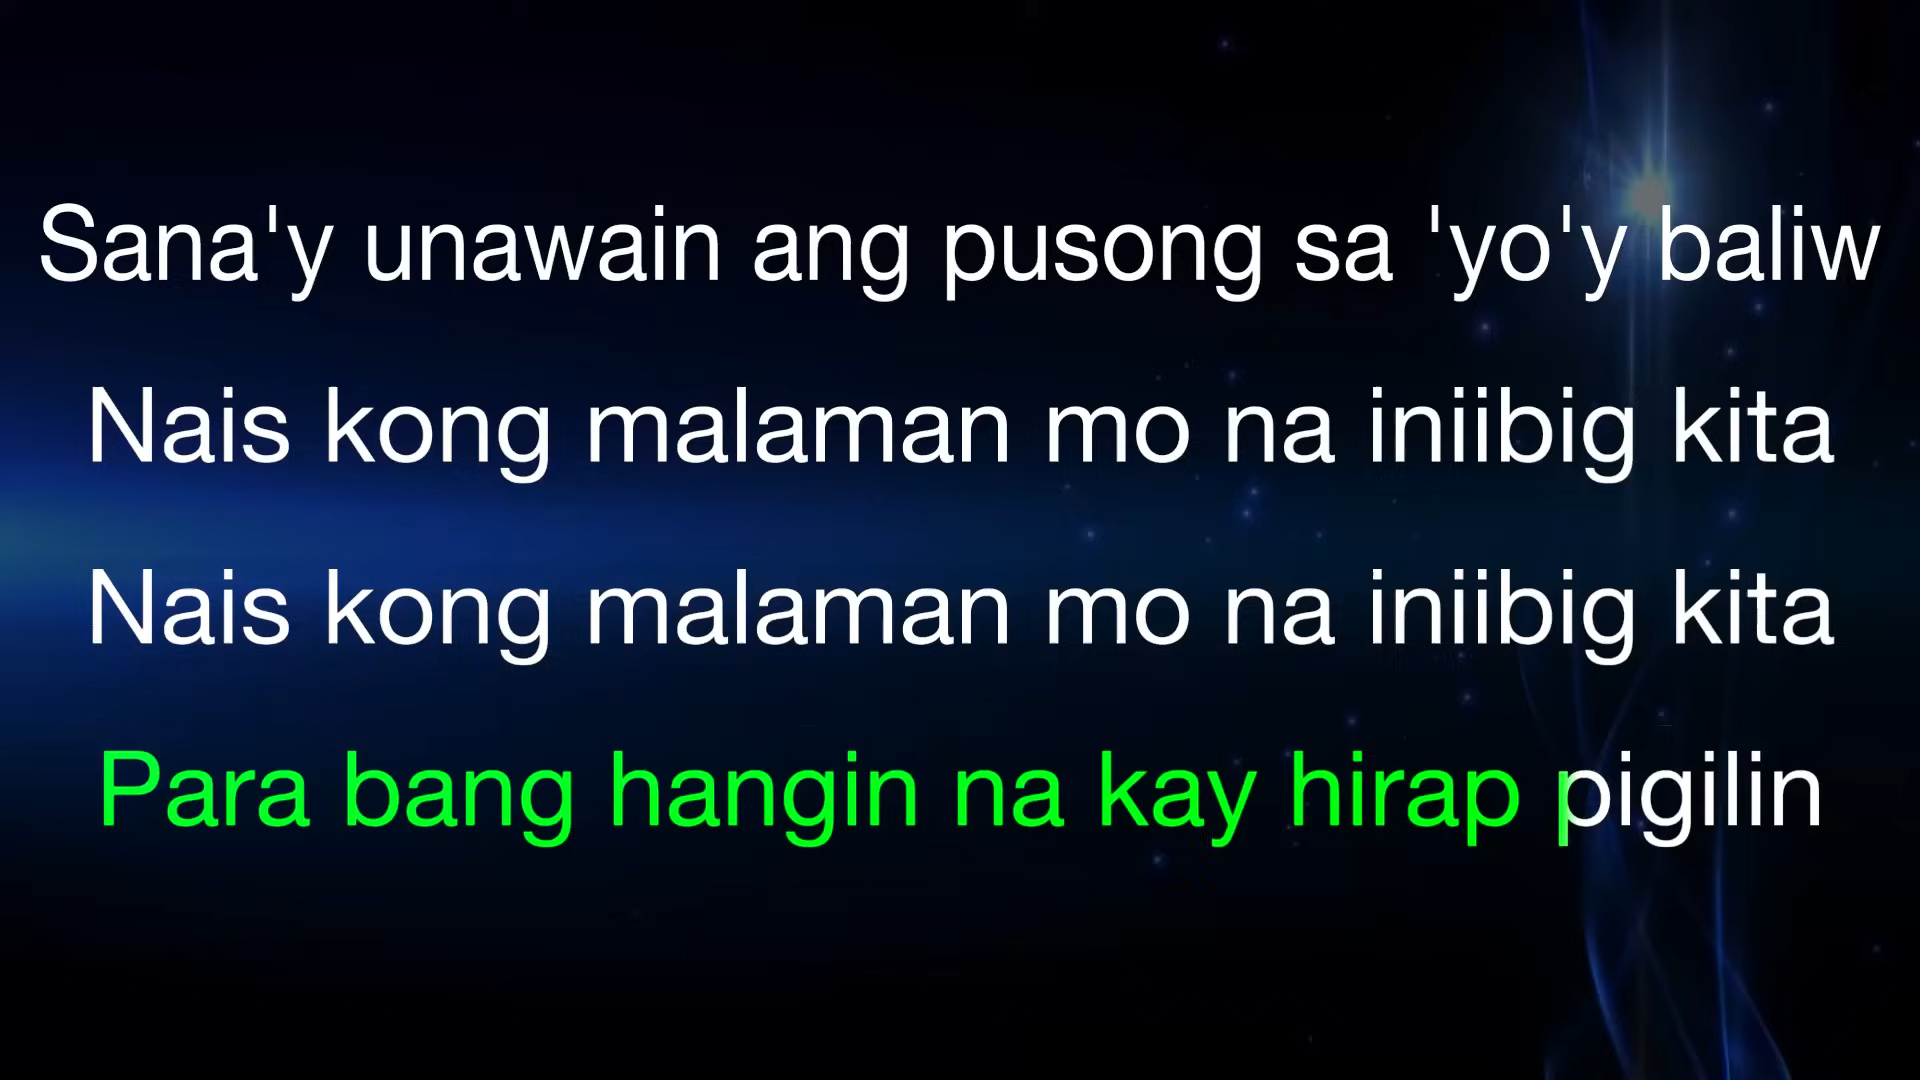 Sana'y unawain ang pusong sa 'yo'y baliw
Nais kong malaman mo na iniibig kita
Nais kong malaman mo na iniibig kita
Para bang hangin na kay hirap pigilin